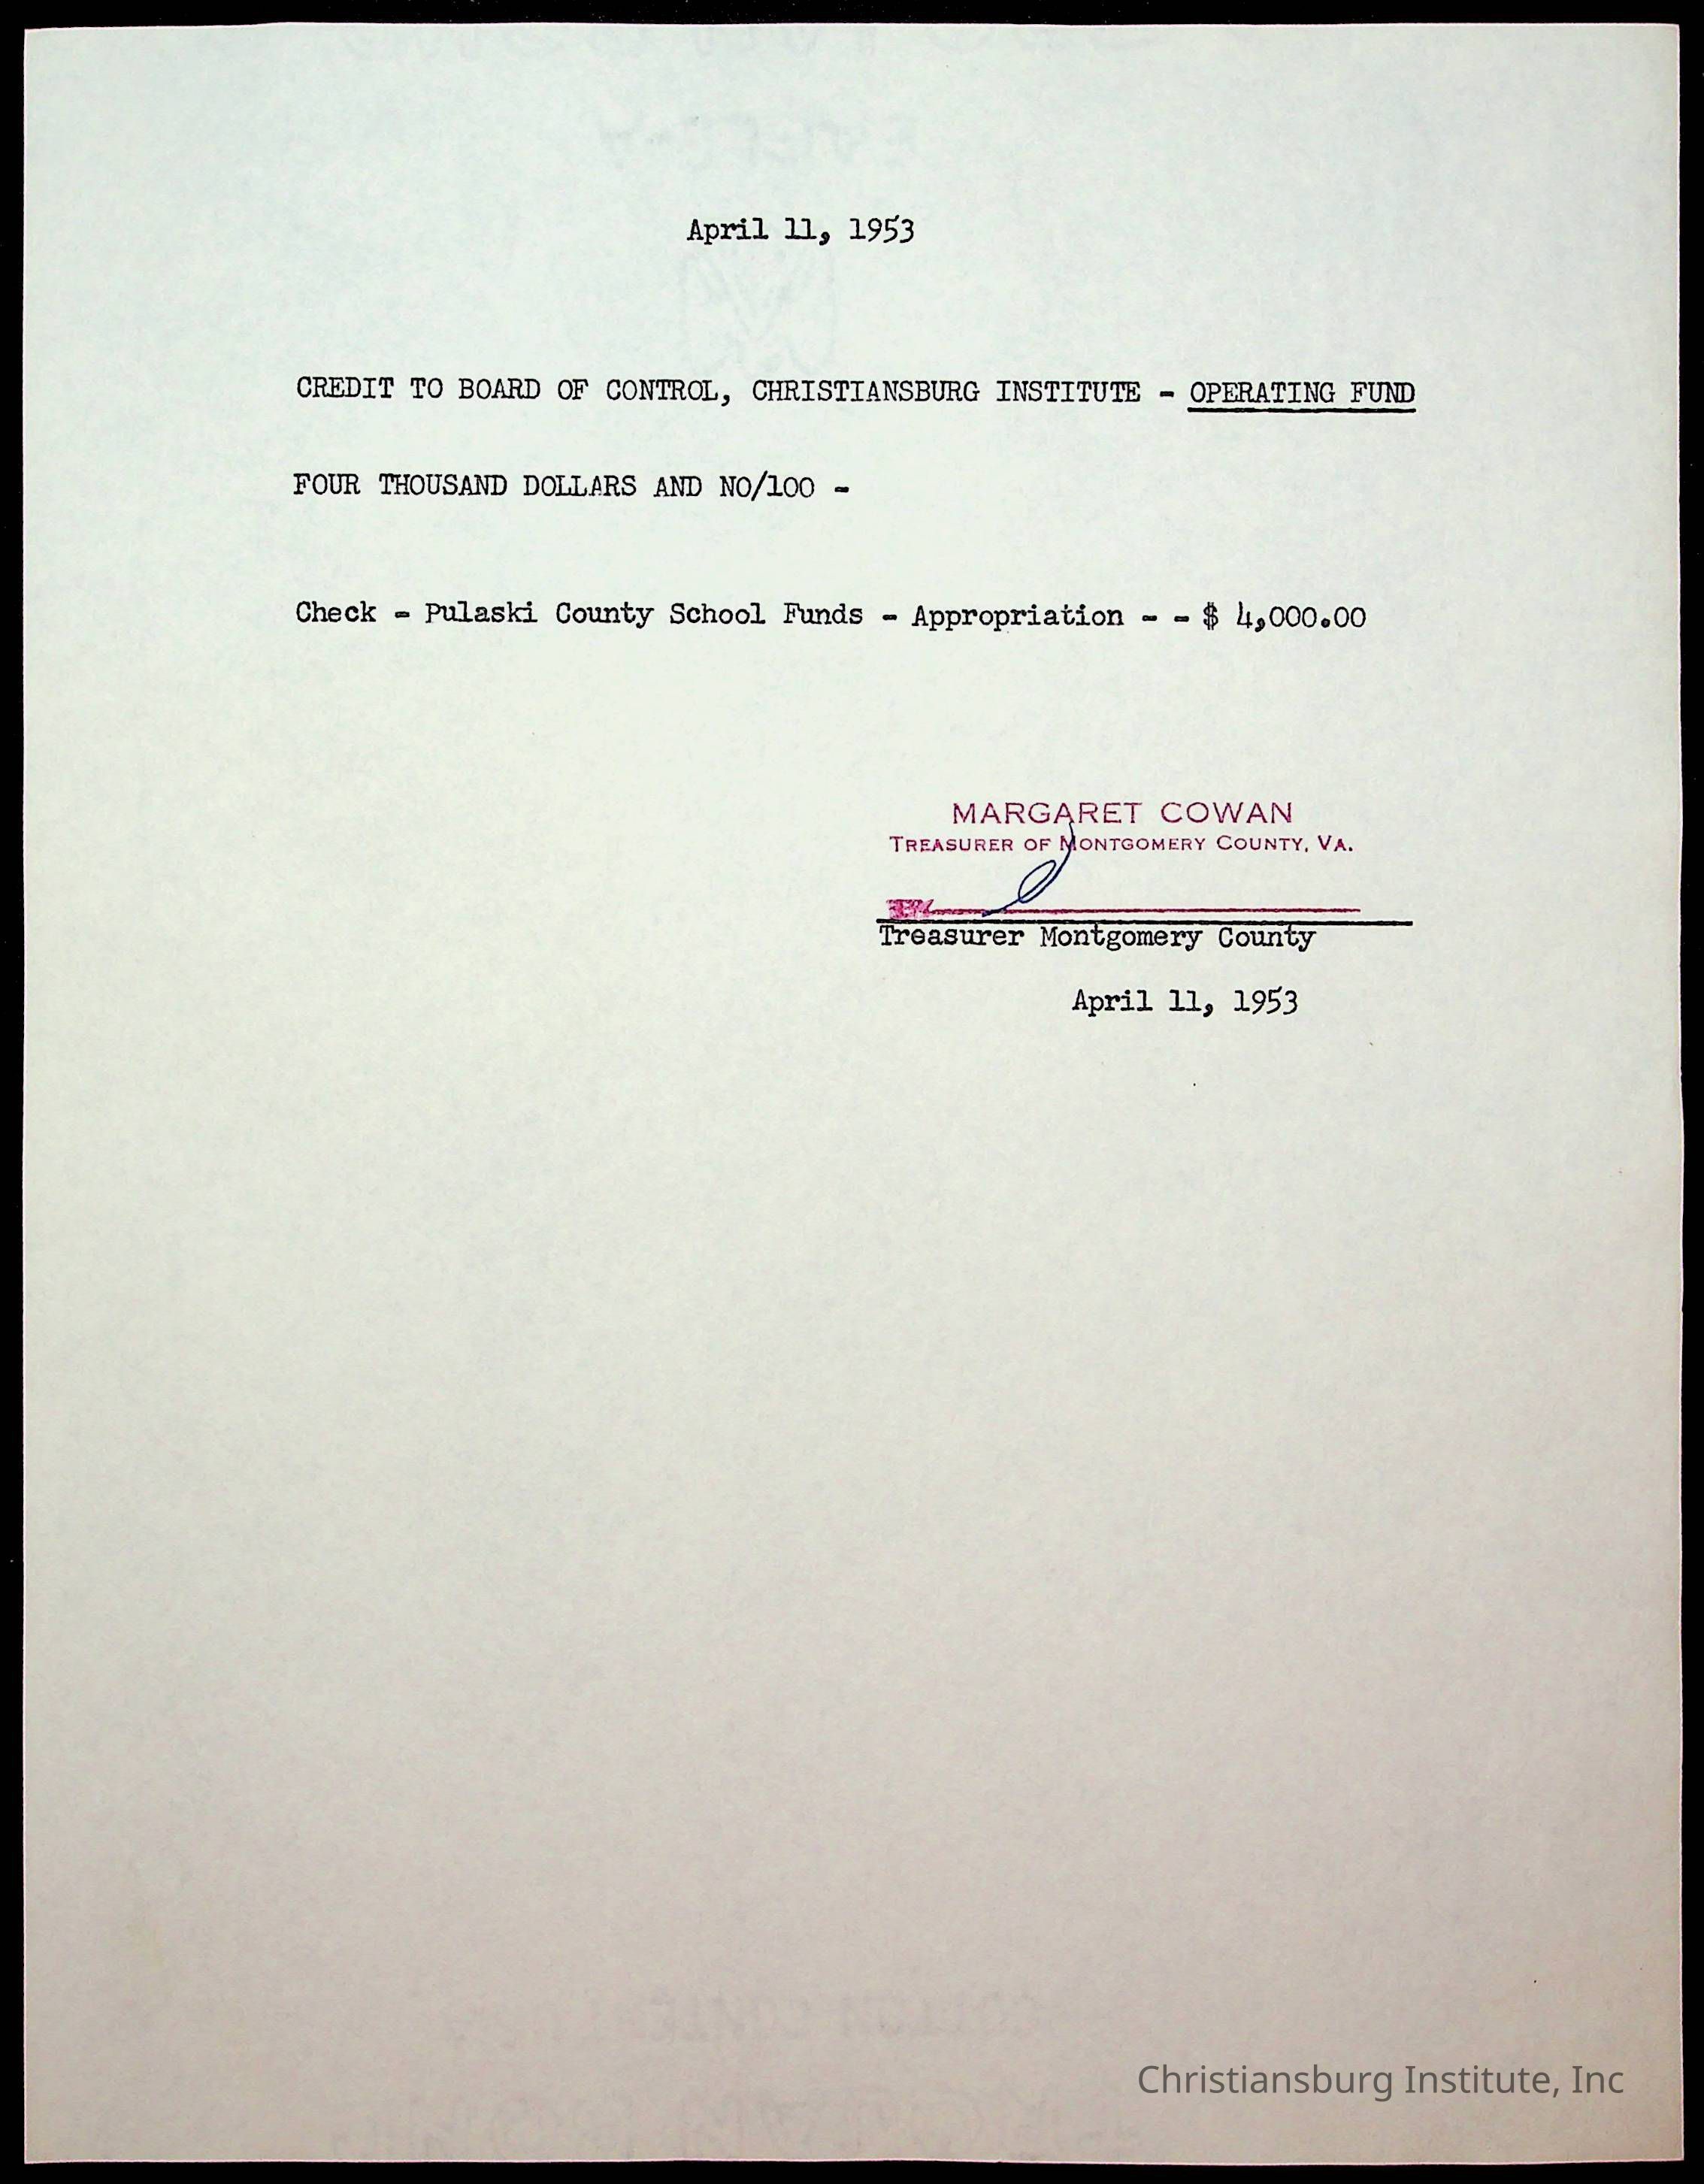 April 11, 1953
CREDIT TO BOARD OF CONTROL, CHRISTIANSBURG INSTITUTE - OPERATING FUND
FOUR THOUSAND DOLLARS AND NO/100 -
Check - Pulaski County School Funds - Appropriation - - $ 4,000.00
MARGARET COWAN
TREASURER OF MONTGOMERY COUNTY, VA.
Treasurer Montgomery County
April 11, 1953
Christiansburg Institute, Inc